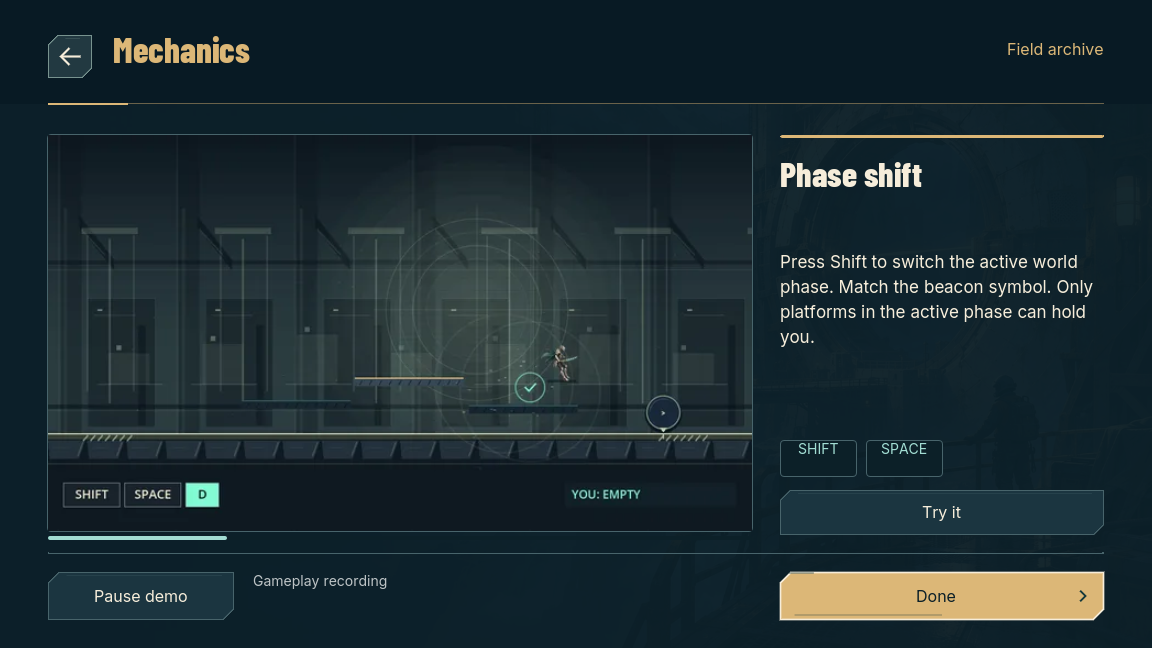 Mechanics
Field archive
Phase shift
Press Shift to switch the active world
phase. Match the beacon symbol. Only
platforms in the active phase can hold
you.
SHIFT
SPACE
Try it
SHIFT
SPACE
D
YOU: EMPTY
Pause demo
Gameplay recording
Done